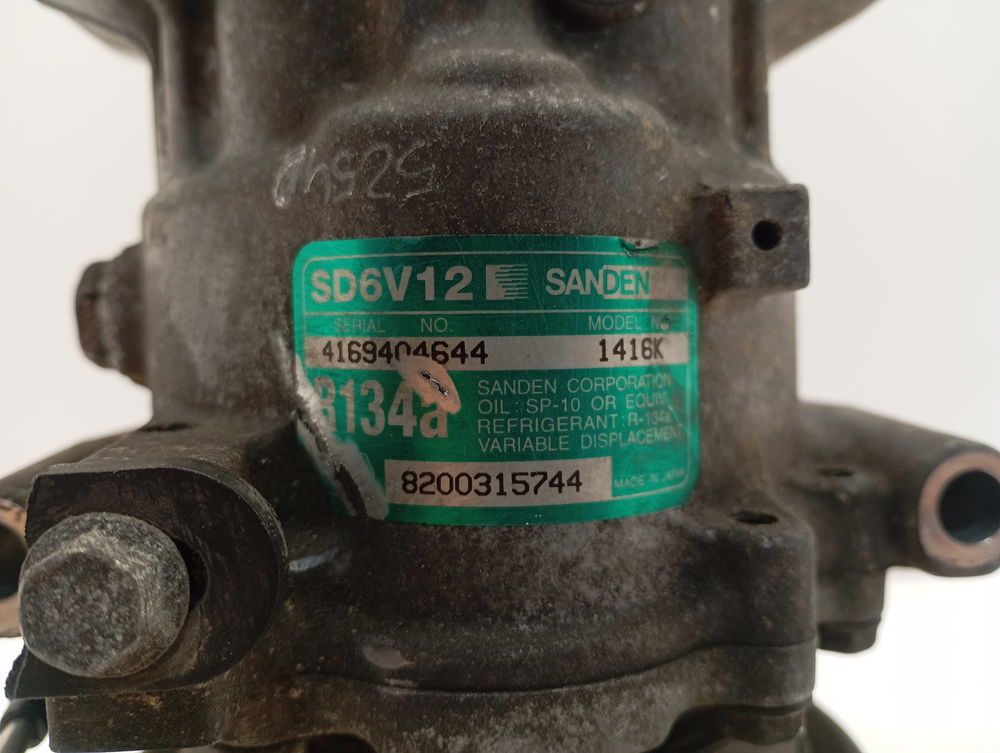 5254A
SD6V12 SANDEN
SERIAL NO. MODEL NO
4169404644 1416K
R134a
SANDEN CORPORATION
OIL : SP-10 OR EQUIV.
REFRIGERANT : R-134a
VARIABLE DISPLACEMENT
8200315744
MADE IN JAPAN